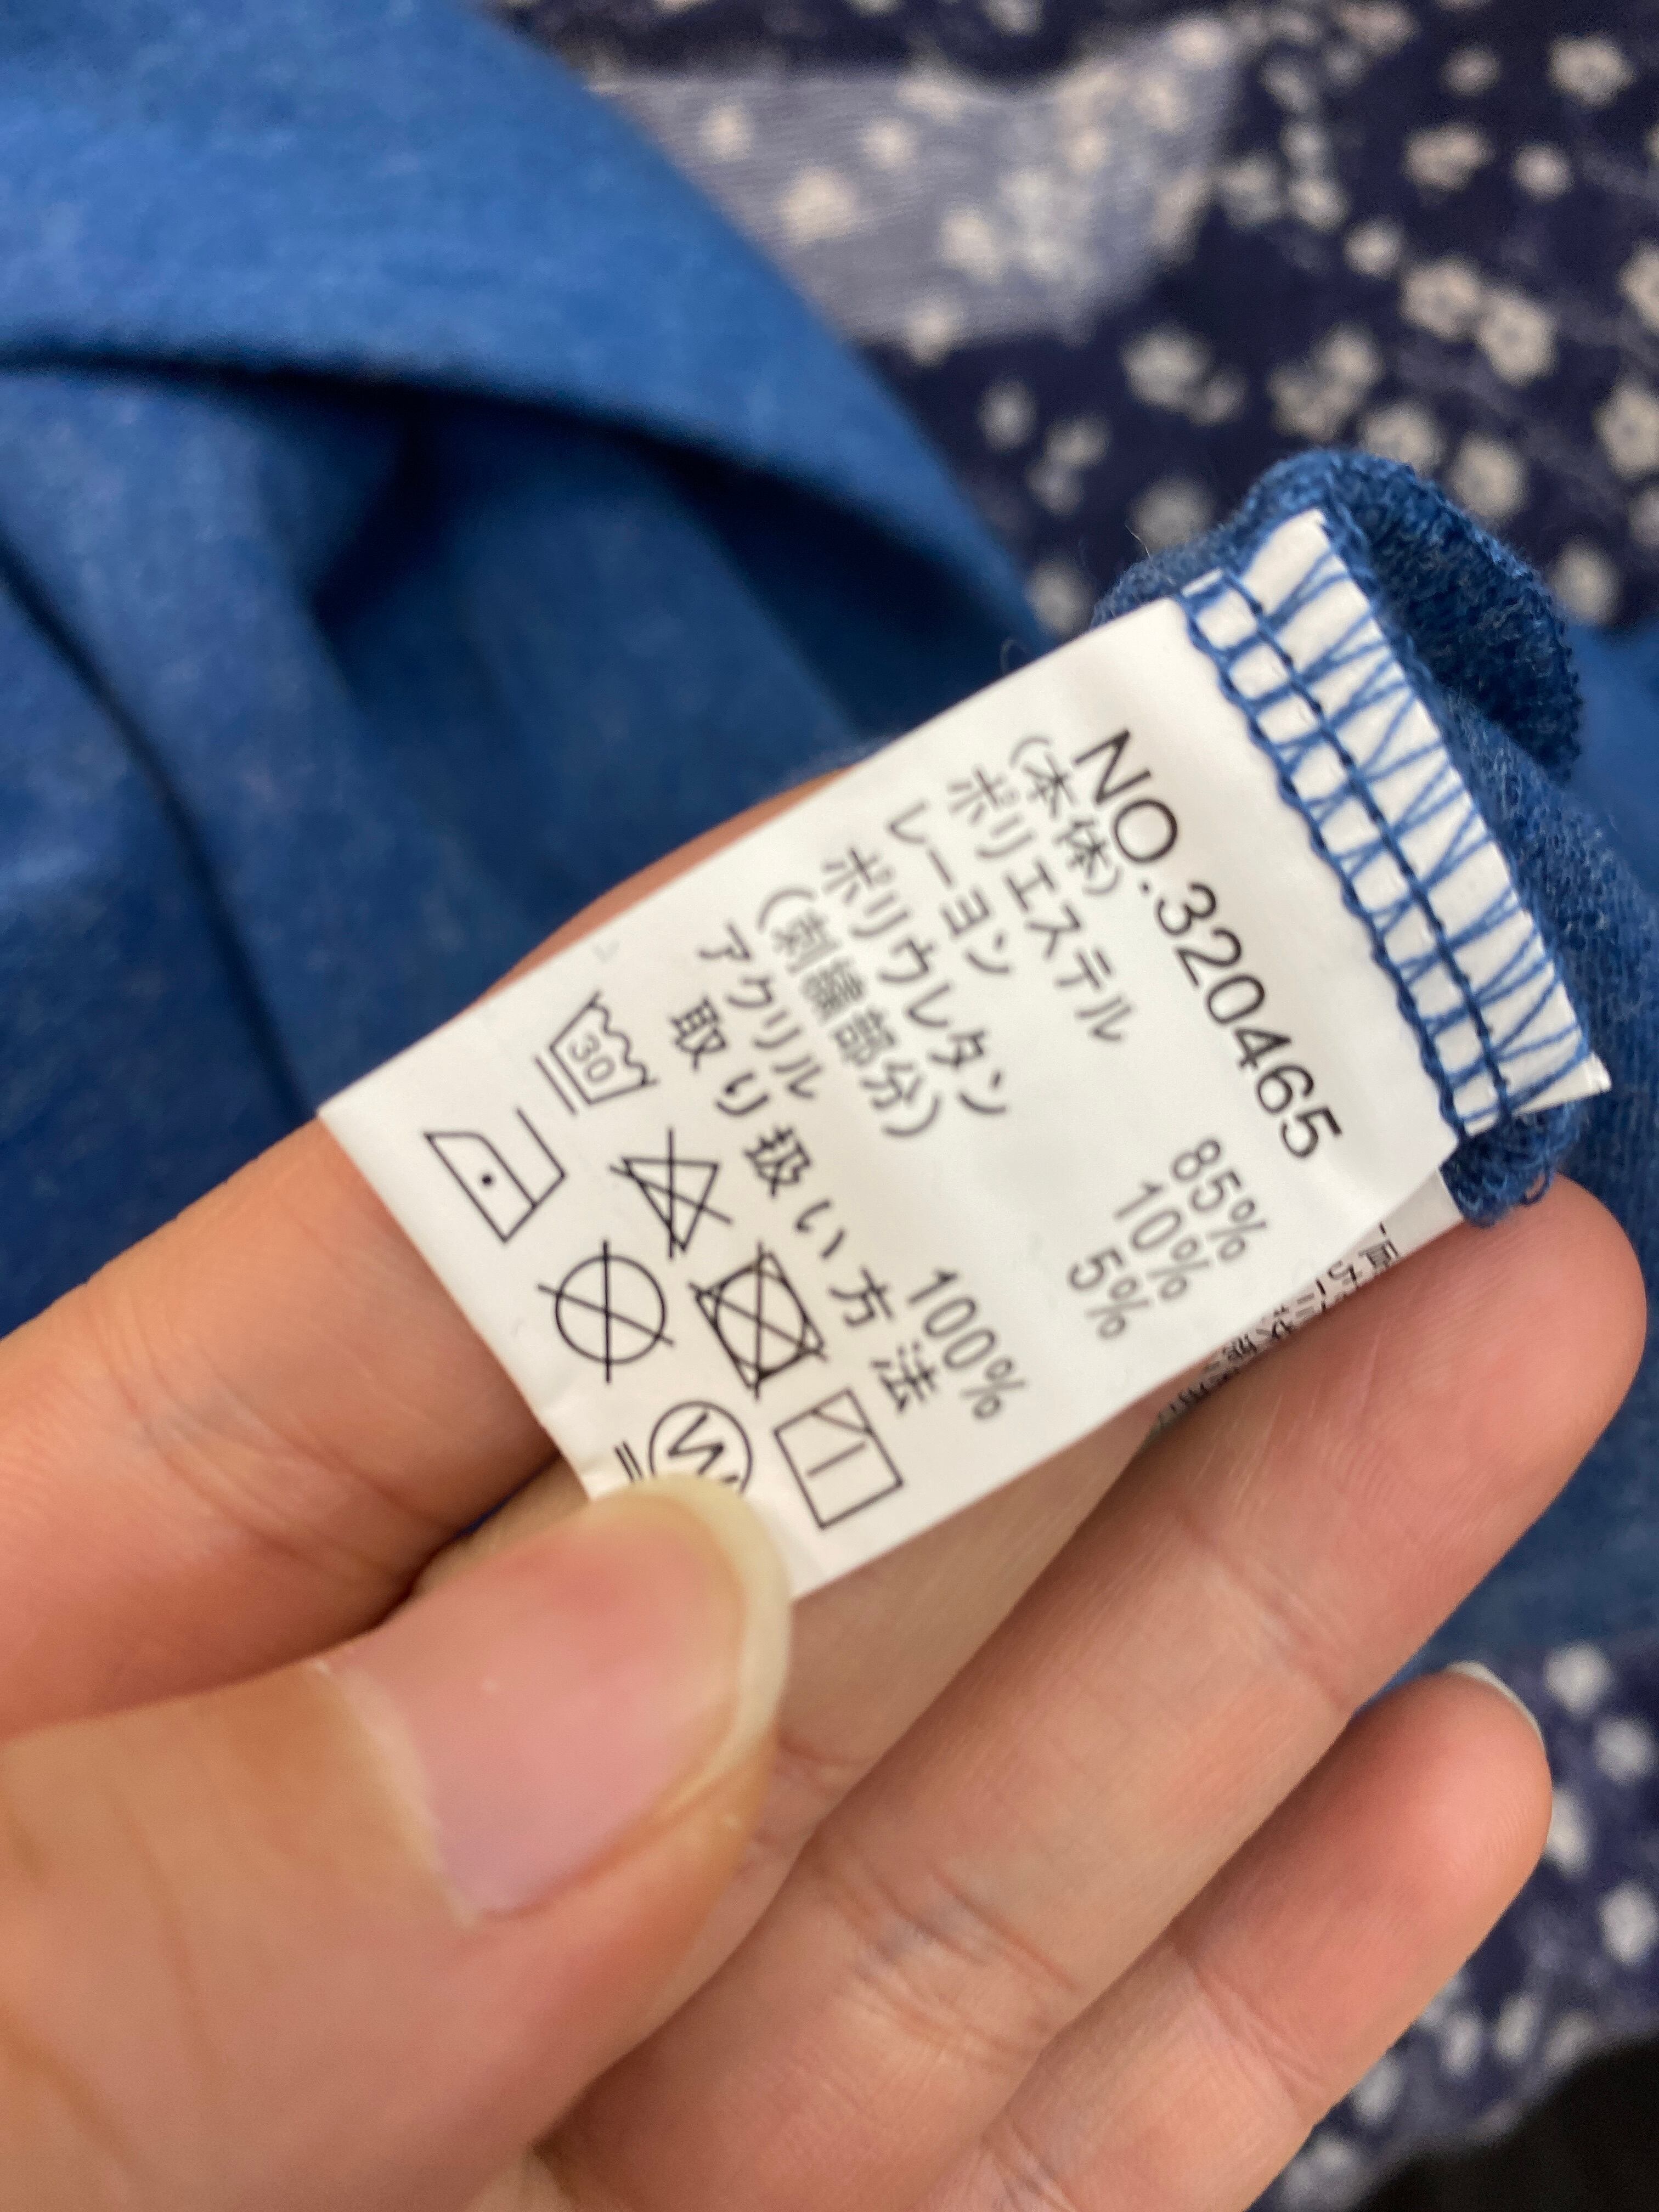 NO.320465
(本体)
ポリエステル 85%
レーヨン 10%
ポリウレタン 5%
(刺繍部分)
アクリル 100%
取り扱い方法
30
W